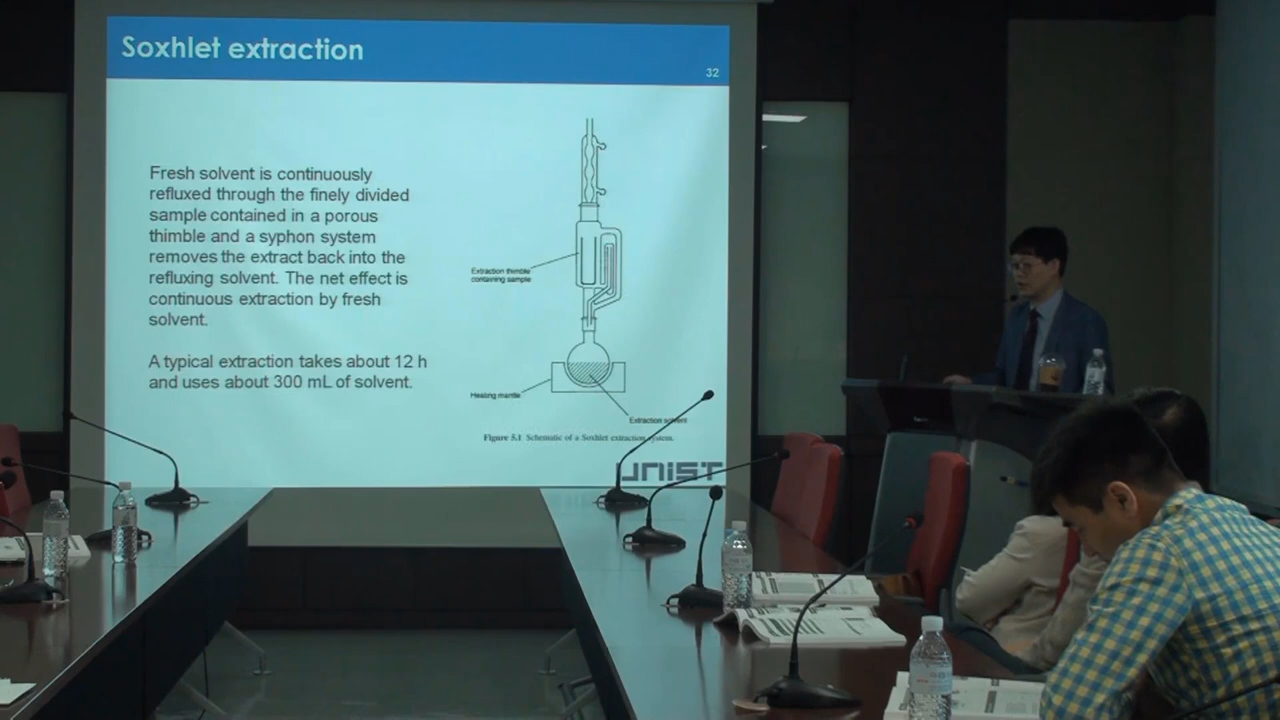 Soxhlet extraction
32
Fresh solvent is continuously
refluxed through the finely divided
sample contained in a porous
thimble and a syphon system
removes the extract back into the
refluxing solvent. The net effect is
continuous extraction by fresh
solvent.
A typical extraction takes about 12 h
and uses about 300 mL of solvent.
Extraction thimble
containing sample
Heating mantle
Extraction solvent
Figure 5.1 Schematic of a Soxhlet extraction system.
UNIST